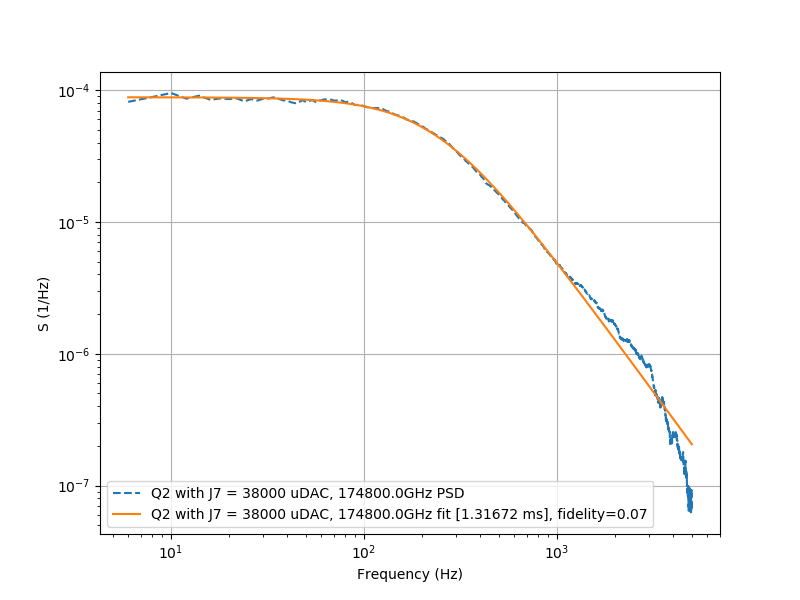 10⁻⁴
10⁻⁵
10⁻⁶
10⁻⁷
S (1/Hz)
Q2 with J7 = 38000 uDAC, 174800.0GHz PSD
Q2 with J7 = 38000 uDAC, 174800.0GHz fit [1.31672 ms], fidelity=0.07
10¹ 10² 10³
Frequency (Hz)